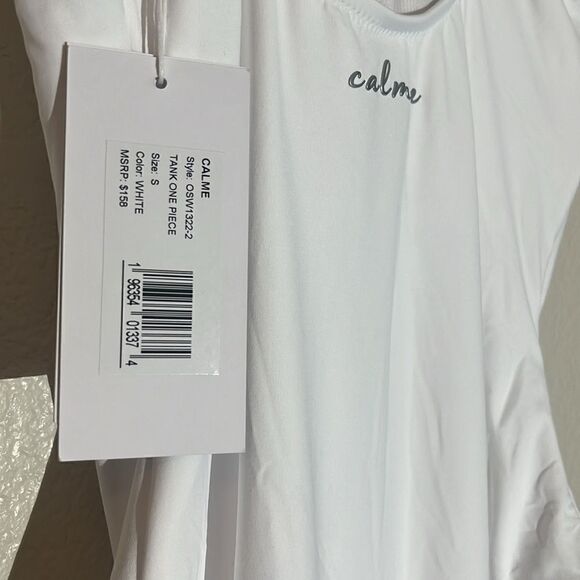 calme
CALME
Style: OSW1322-2
TANK ONE PIECE
Size: S
Color: WHITE
MSRP: $158
1 96354 01337 4